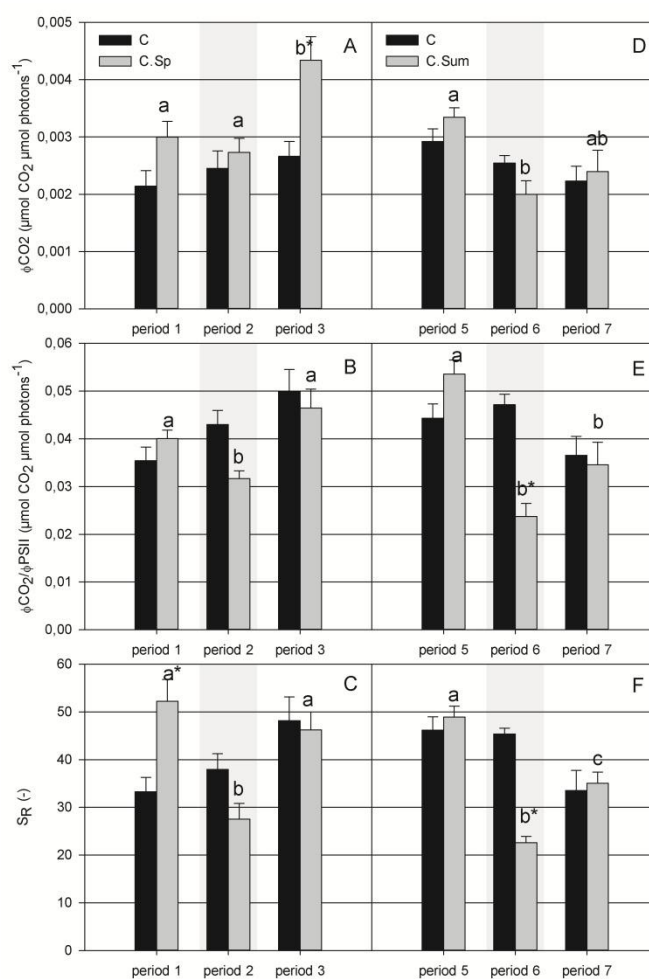 0,005
0,004
0,003
0,002
0,001
0,000
ϕCO2 (µmol CO₂ µmol photons⁻¹)
C
C.Sp
A
a
a
b*
period 1
period 2
period 3
C
C.Sum
D
a
b
ab
period 5
period 6
period 7
0,06
0,05
0,04
0,03
0,02
0,01
0,00
ϕCO₂/ϕPSII (µmol CO₂ µmol photons⁻¹)
B
a
b
a
period 1
period 2
period 3
E
a
b*
b
period 5
period 6
period 7
60
50
40
30
20
10
0
S_R (-)
C
a*
b
a
period 1
period 2
period 3
F
a
b*
c
period 5
period 6
period 7